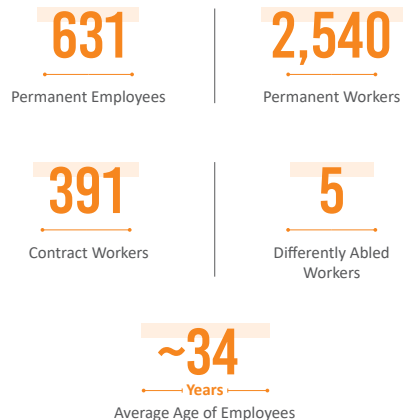 631
Permanent Employees
2,540
Permanent Workers
391
Contract Workers
5
Differently Abled
Workers
~34
Years
Average Age of Employees